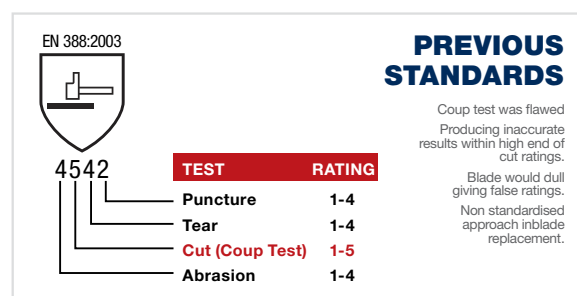 EN 388:2003
4542
TEST RATING
Puncture 1-4
Tear 1-4
Cut (Coup Test) 1-5
Abrasion 1-4
PREVIOUS
STANDARDS
Coup test was flawed
Producing inaccurate
results within high end of
cut ratings.
Blade would dull
giving false ratings.
Non standardised
approach inblade
replacement.